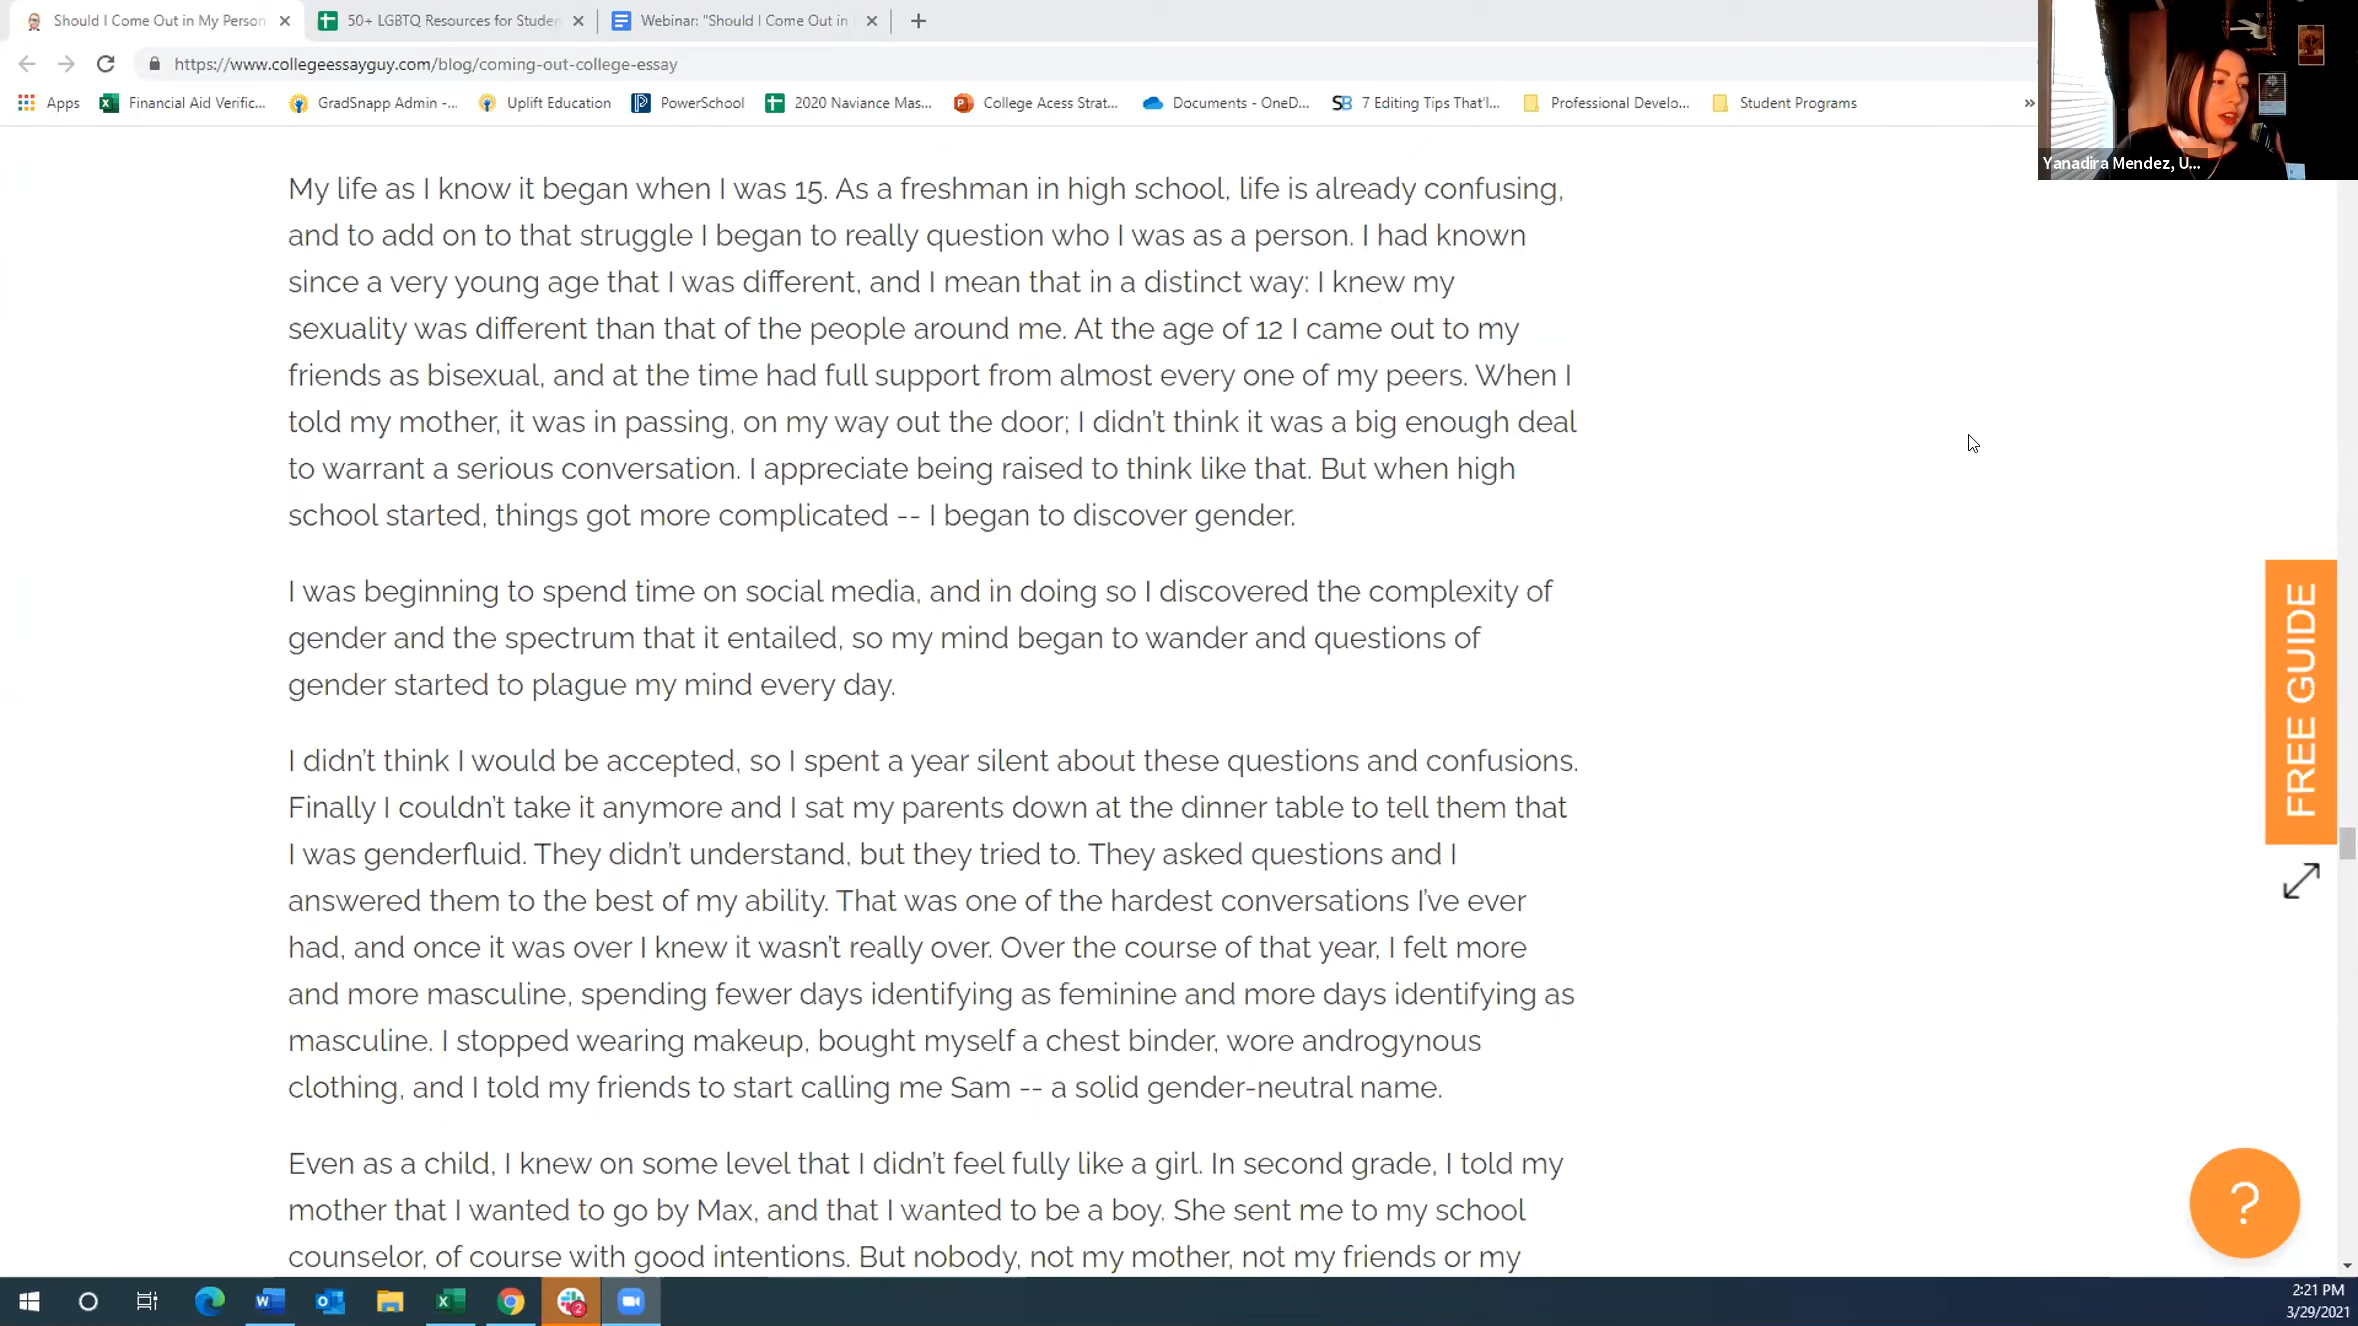 Should I Come Out in My Person
50+ LGBTQ Resources for Studen
Webinar: "Should I Come Out in
https://www.collegeessayguy.com/blog/coming-out-college-essay
Apps
Financial Aid Verific...
GradSnapp Admin -...
Uplift Education
PowerSchool
2020 Naviance Mas...
College Acess Strat...
Documents - OneD...
SB
7 Editing Tips That'l...
Professional Develo...
Student Programs
»
Yanadira Mendez, U...
My life as I know it began when I was 15. As a freshman in high school, life is already confusing,
and to add on to that struggle I began to really question who I was as a person. I had known
since a very young age that I was different, and I mean that in a distinct way: I knew my
sexuality was different than that of the people around me. At the age of 12 I came out to my
friends as bisexual, and at the time had full support from almost every one of my peers. When I
told my mother, it was in passing, on my way out the door; I didn't think it was a big enough deal
to warrant a serious conversation. I appreciate being raised to think like that. But when high
school started, things got more complicated -- I began to discover gender.
I was beginning to spend time on social media, and in doing so I discovered the complexity of
gender and the spectrum that it entailed, so my mind began to wander and questions of
gender started to plague my mind every day.
I didn't think I would be accepted, so I spent a year silent about these questions and confusions.
Finally I couldn't take it anymore and I sat my parents down at the dinner table to tell them that
I was genderfluid. They didn't understand, but they tried to. They asked questions and I
answered them to the best of my ability. That was one of the hardest conversations I've ever
had, and once it was over I knew it wasn't really over. Over the course of that year, I felt more
and more masculine, spending fewer days identifying as feminine and more days identifying as
masculine. I stopped wearing makeup, bought myself a chest binder, wore androgynous
clothing, and I told my friends to start calling me Sam -- a solid gender-neutral name.
Even as a child, I knew on some level that I didn't feel fully like a girl. In second grade, I told my
mother that I wanted to go by Max, and that I wanted to be a boy. She sent me to my school
counselor, of course with good intentions. But nobody, not my mother, not my friends or my
FREE GUIDE
?
2
2:21 PM
3/29/2021